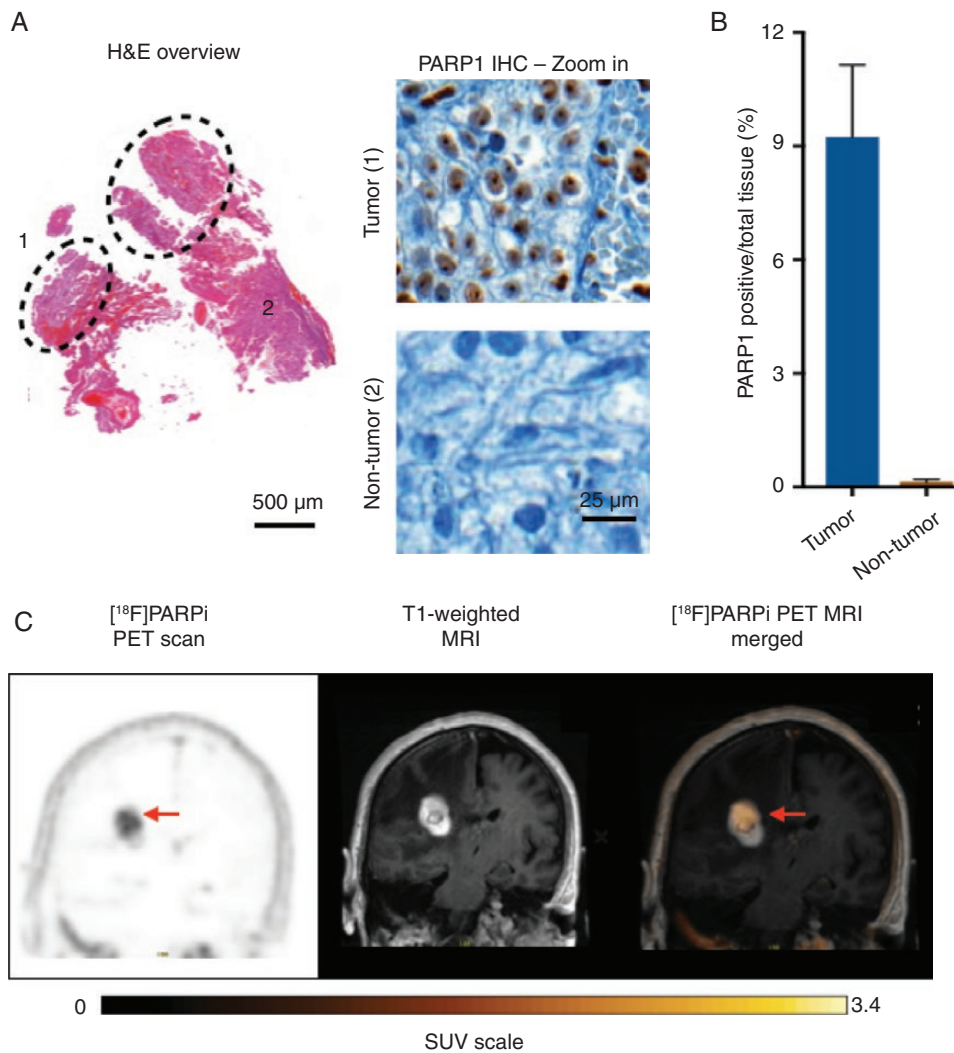 A
H&E overview
1
2
500 μm
PARP1 IHC – Zoom in
Tumor (1)
Non-tumor (2)
25 μm
B
PARP1 positive/total tissue (%)
12
9
6
3
0
Tumor
Non-tumor
C
[¹⁸F]PARPi
PET scan
T1-weighted
MRI
[¹⁸F]PARPi PET MRI
merged
0
3.4
SUV scale